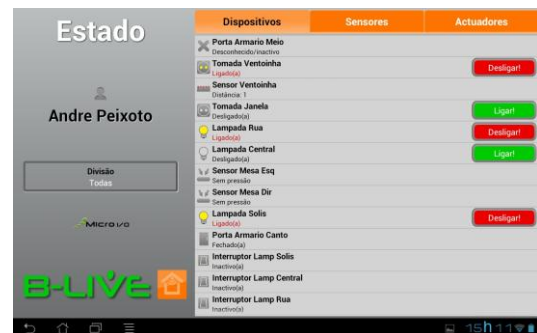 Estado
Andre Peixoto
Divisão
Todas
Micro I/O
B-LIVE
Dispositivos Sensores Actuadores
Porta Armario Meio
Desconhecido/inactivo
Tomada Ventoinha
Ligado(a)
Desligar!
Sensor Ventoinha
Distância: 1
Tomada Janela
Desligado(a)
Ligar!
Lampada Rua
Ligado(a)
Desligar!
Lampada Central
Desligado(a)
Ligar!
Sensor Mesa Esq
Sem pressão
Sensor Mesa Dir
Sem pressão
Lampada Solis
Ligado(a)
Desligar!
Porta Armario Canto
Fechado(a)
Interruptor Lamp Solis
Inactivo(a)
Interruptor Lamp Central
Inactivo(a)
Interruptor Lamp Rua
Inactivo(a)
15h11